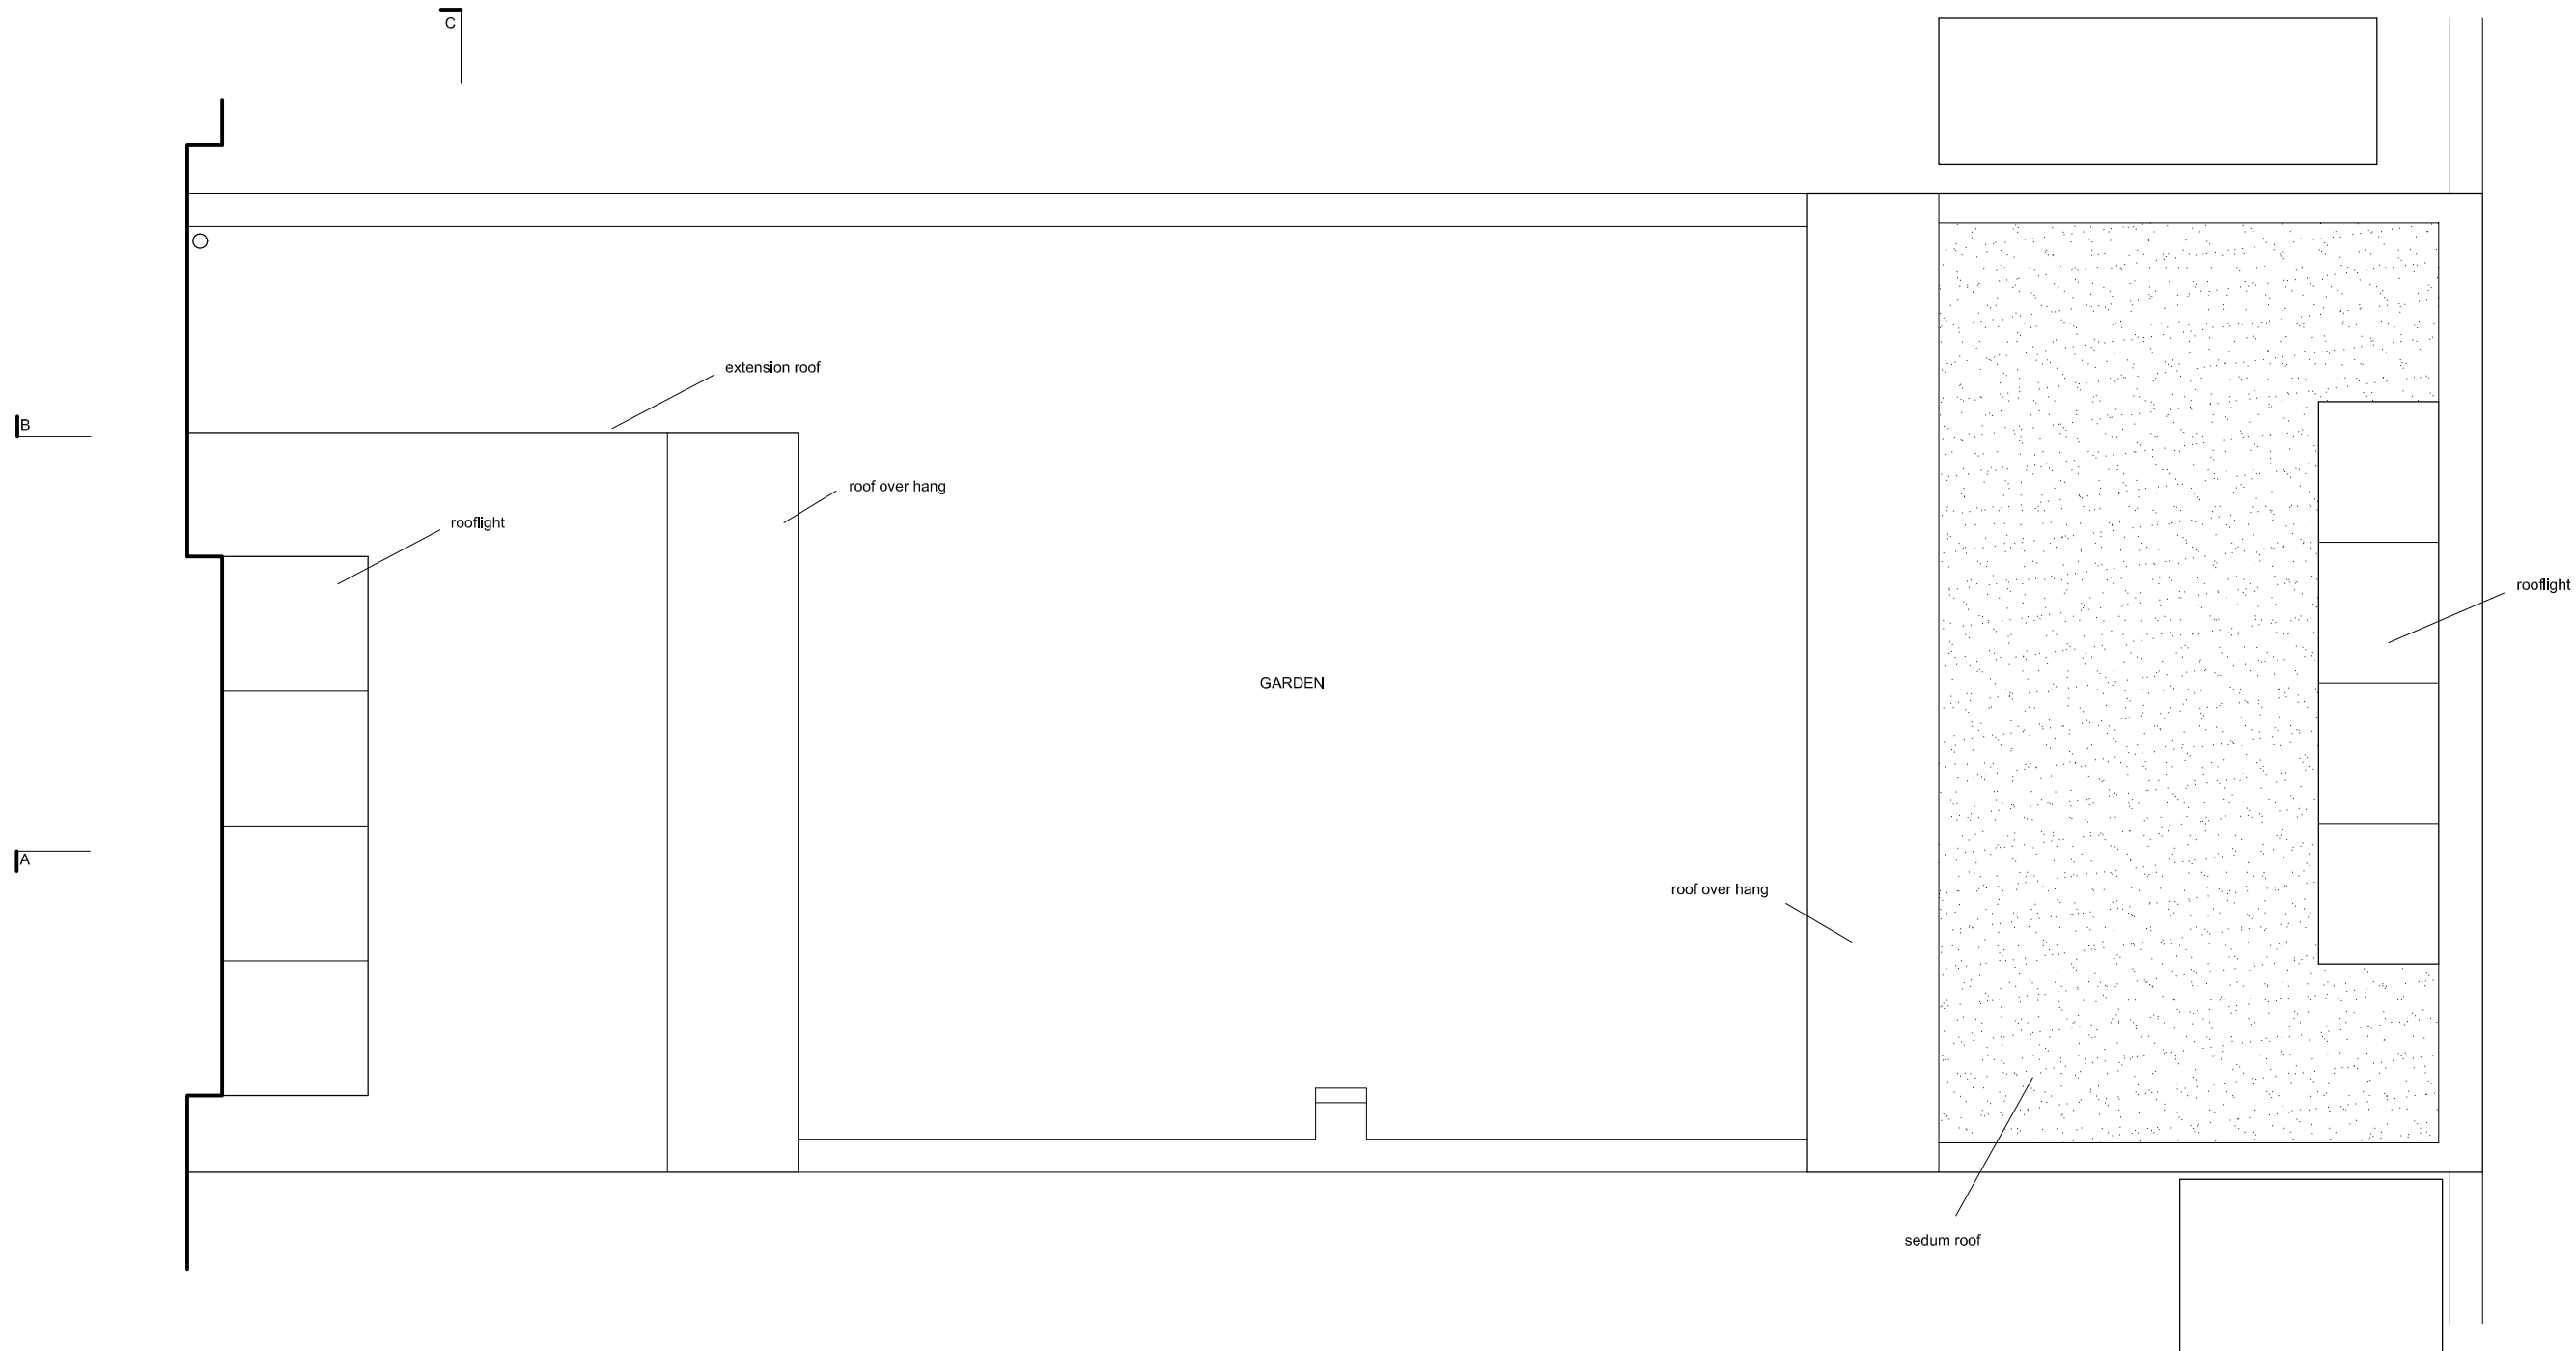 C
extension roof
B
roof over hang
rooflight
rooflight
GARDEN
A
roof over hang
sedum roof